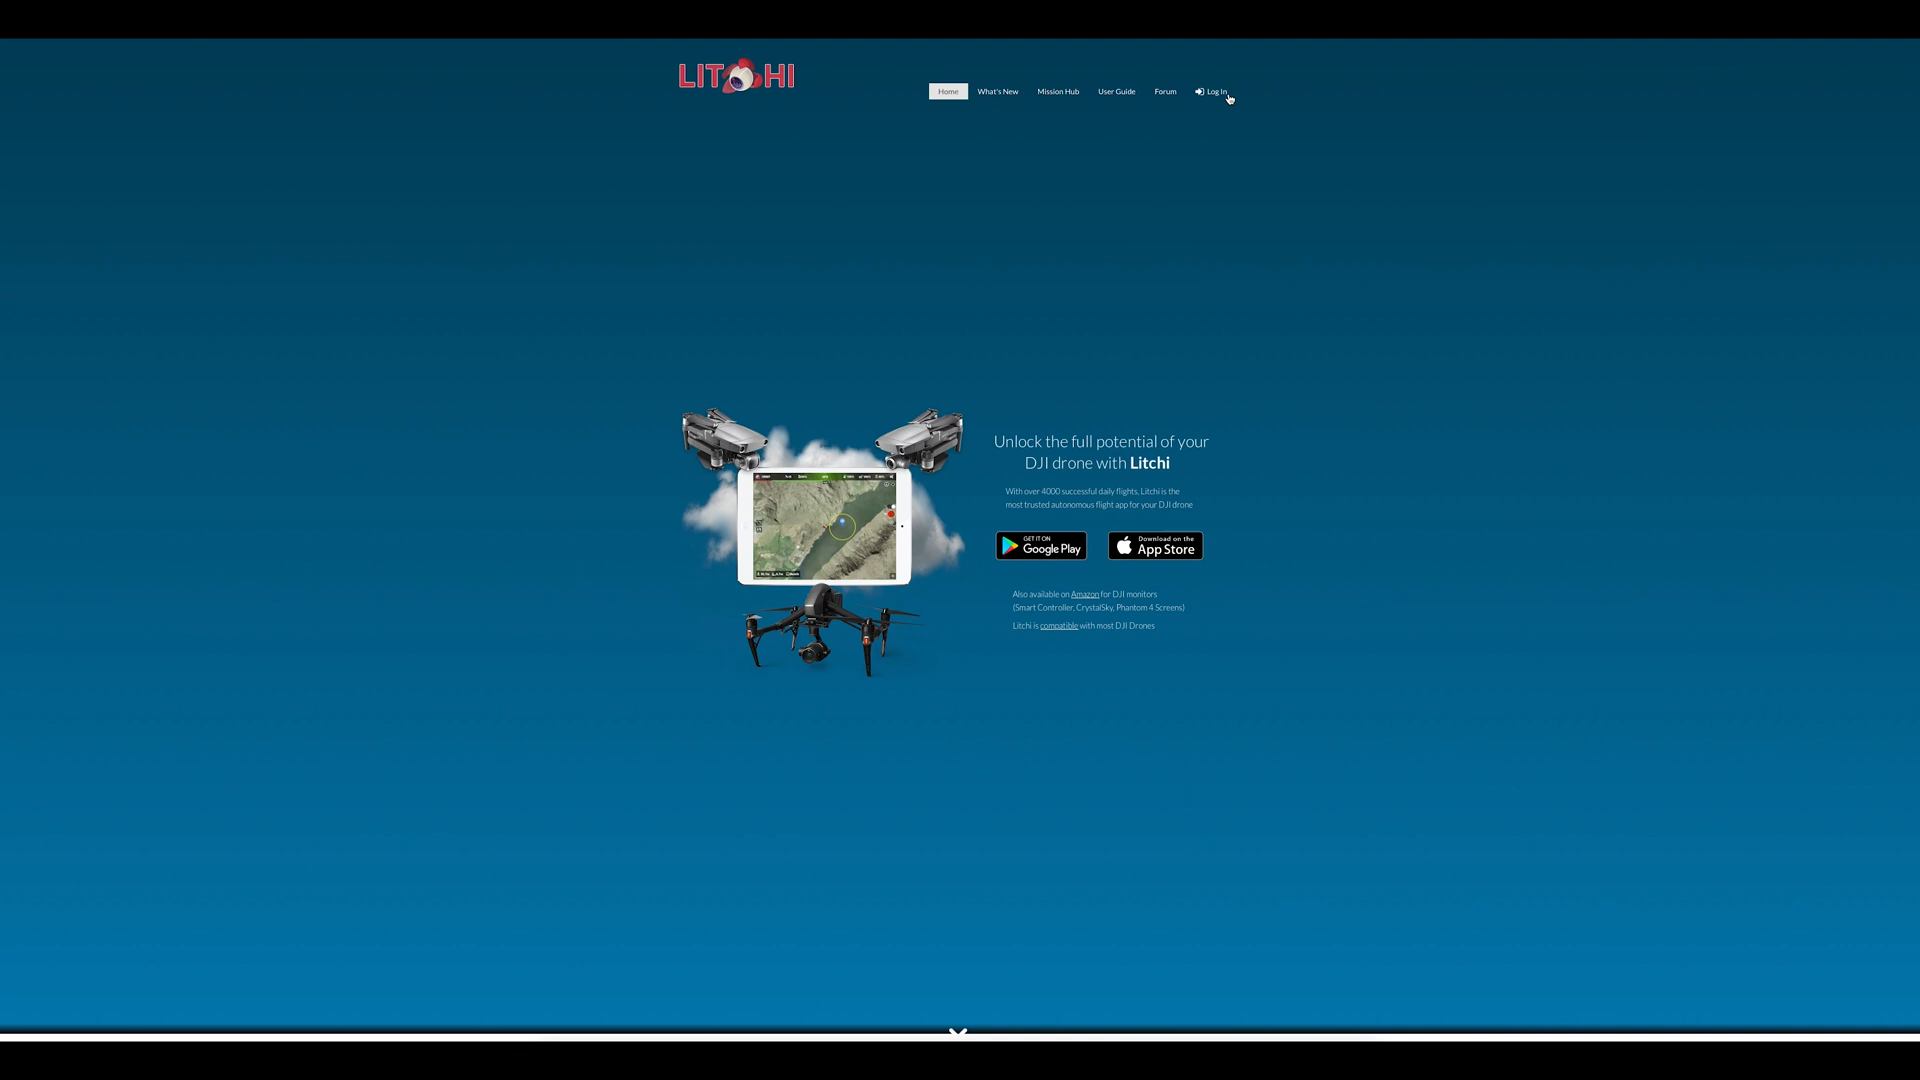 LITCHI
Home
What's New
Mission Hub
User Guide
Forum
Log In
Unlock the full potential of your
DJI drone with Litchi
With over 4000 successful daily flights, Litchi is the
most trusted autonomous flight app for your DJI drone
GET IT ON
Google Play
Download on the
App Store
Also available on Amazon for DJI monitors
(Smart Controller, CrystalSky, Phantom 4 Screens)
Litchi is compatible with most DJI Drones